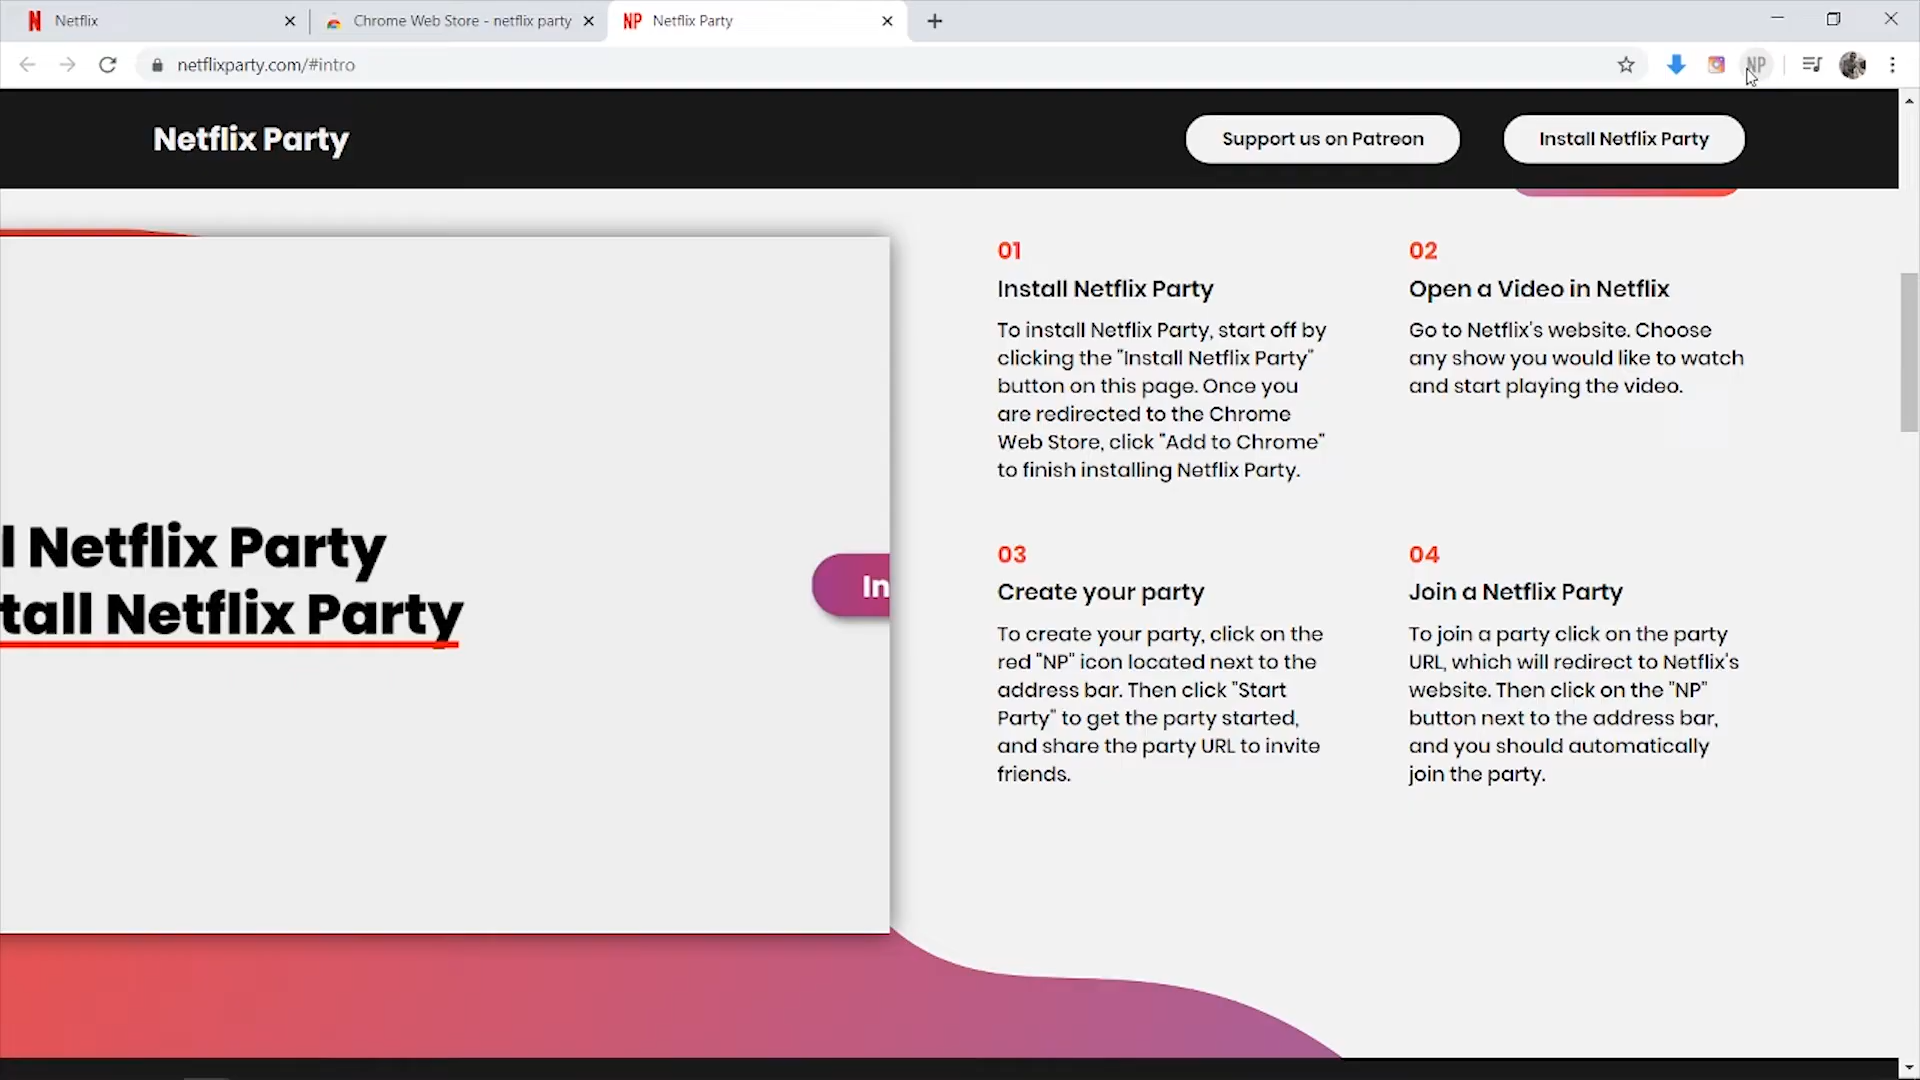 N Netflix
Chrome Web Store - netflix party
NP Netflix Party
netflixparty.com/#intro
NP
Netflix Party
Support us on Patreon
Install Netflix Party
01
Install Netflix Party
To install Netflix Party, start off by
clicking the "Install Netflix Party"
button on this page. Once you
are redirected to the Chrome
Web Store, click "Add to Chrome"
to finish installing Netflix Party.
02
Open a Video in Netflix
Go to Netflix's website. Choose
any show you would like to watch
and start playing the video.
l Netflix Party
tall Netflix Party
In
03
Create your party
To create your party, click on the
red "NP" icon located next to the
address bar. Then click "Start
Party" to get the party started,
and share the party URL to invite
friends.
04
Join a Netflix Party
To join a party click on the party
URL, which will redirect to Netflix's
website. Then click on the "NP"
button next to the address bar,
and you should automatically
join the party.